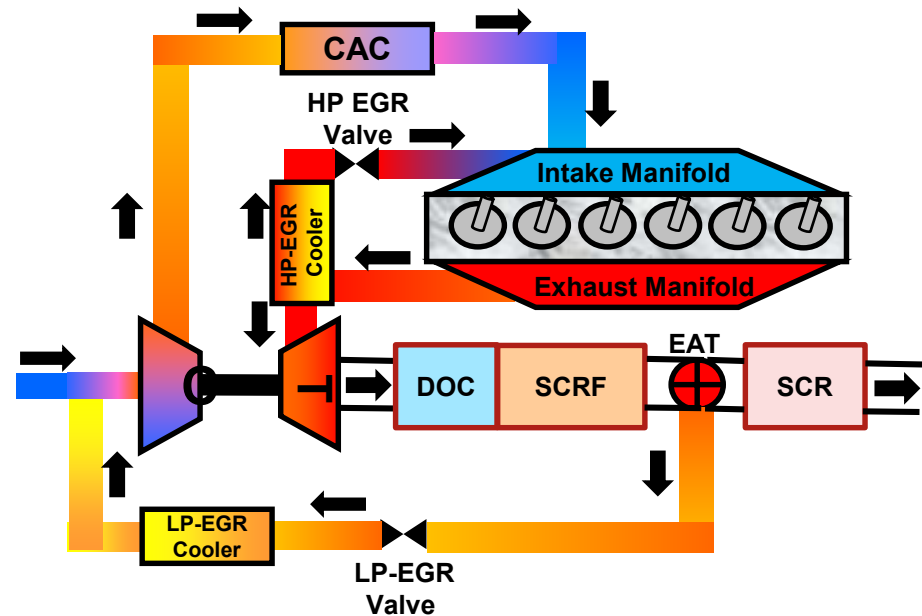 CAC
HP EGR
Valve
Intake Manifold
HP-EGR
Cooler
Exhaust Manifold
C
T
DOC
SCRF
EAT
SCR
LP-EGR
Cooler
LP-EGR
Valve